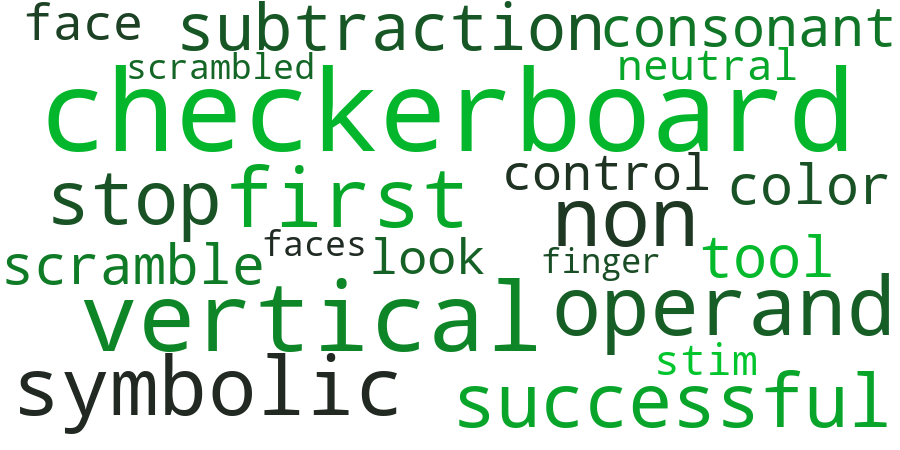 face subtraction consonant
scrambled neutral
checkerboard
stop first control color
non
scramble faces look finger tool
vertical operand
symbolic stim
successful